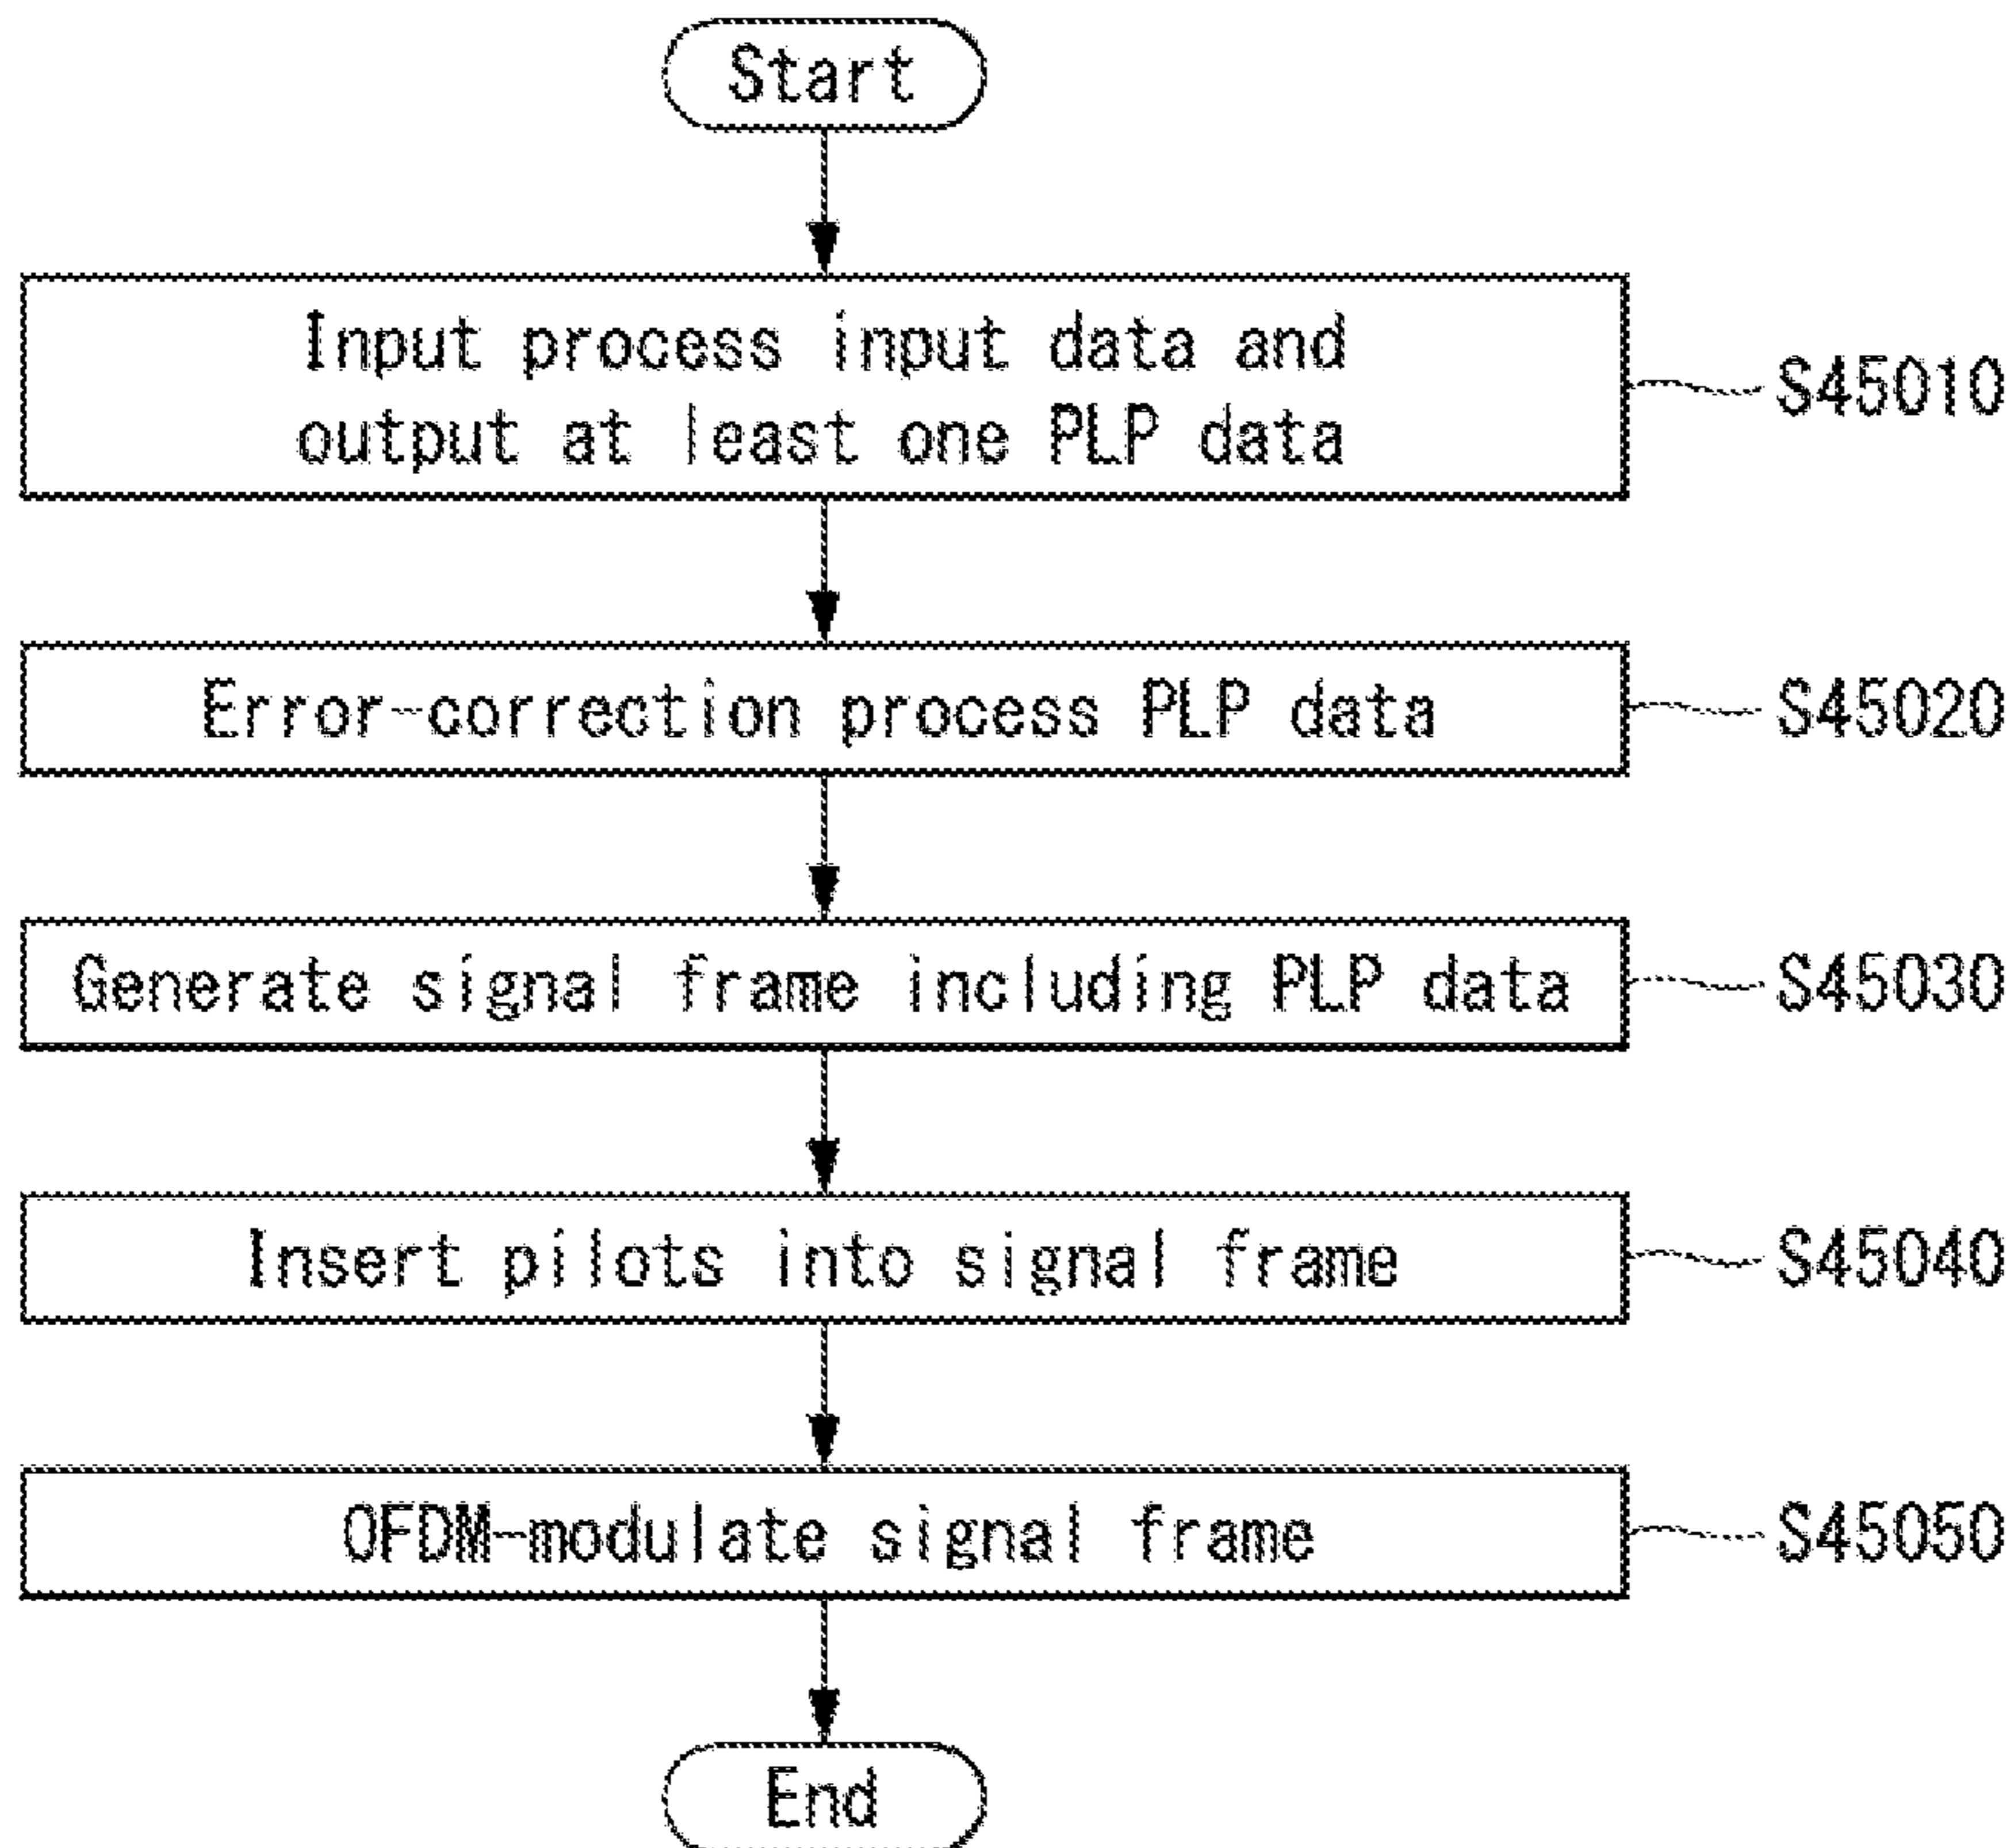 Start
Input process input data and
output at least one PLP data
S45010
Error-correction process PLP data
S45020
Generate signal frame including PLP data
S45030
Insert pilots into signal frame
S45040
OFDM-modulate signal frame
S45050
End